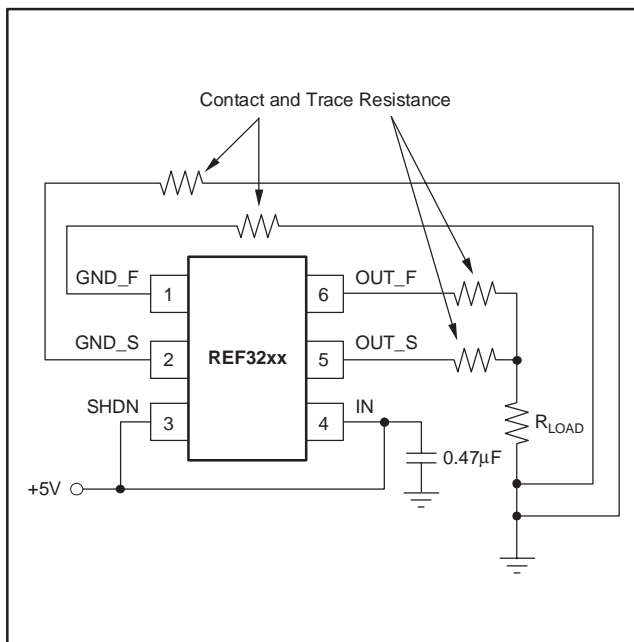 Contact and Trace Resistance
GND_F
1
6
OUT_F
GND_S
2
REF32xx
5
OUT_S
SHDN
3
4
IN
R_LOAD
0.47µF
+5V